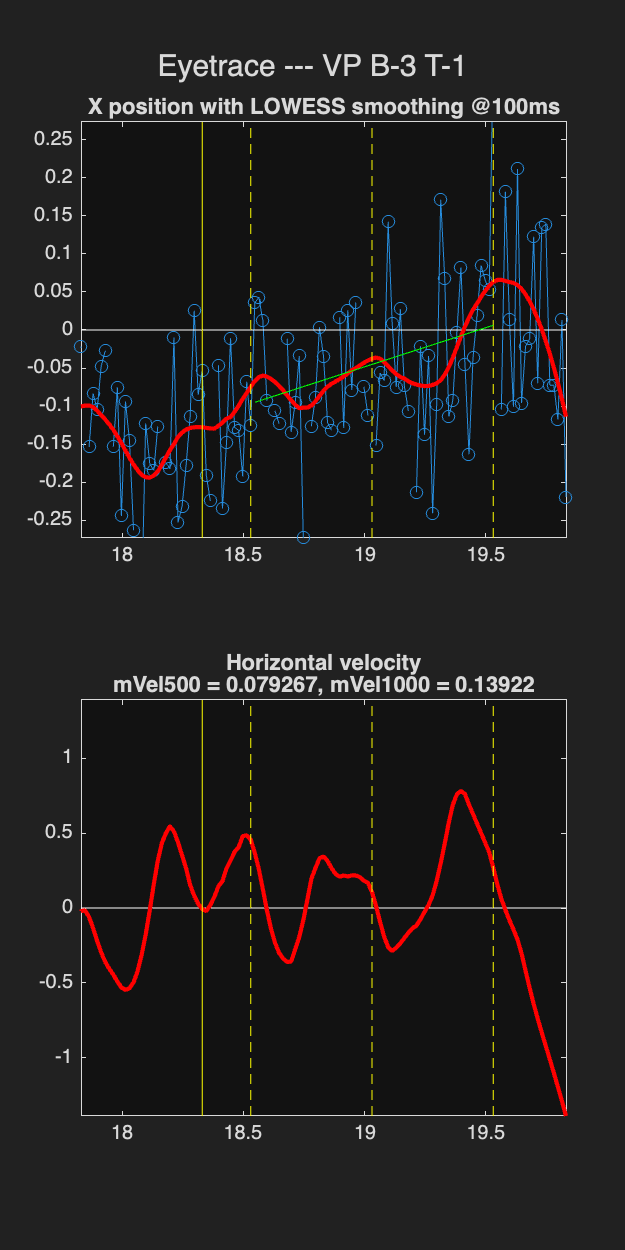 Eyetrace --- VP B-3 T-1
X position with LOWESS smoothing @100ms
0.25
0.2
0.15
0.1
0.05
0
-0.05
-0.1
-0.15
-0.2
-0.25
18 18.5 19 19.5
Horizontal velocity
mVel500 = 0.079267, mVel1000 = 0.13922
1
0.5
0
-0.5
-1
18 18.5 19 19.5